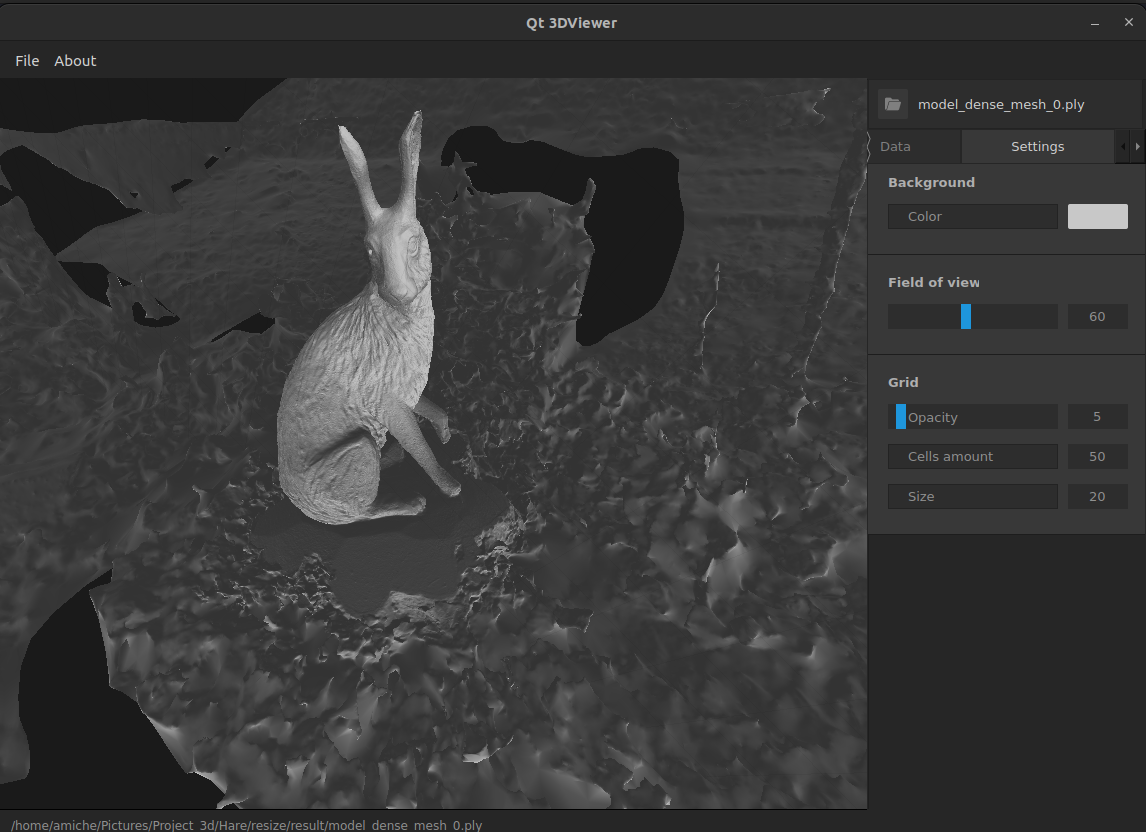 Qt 3DViewer
File About
model_dense_mesh_0.ply
Data Settings
Background
Color
Field of view
60
Grid
Opacity 5
Cells amount 50
Size 20
/home/amiche/Pictures/Project_3d/Hare/resize/result/model_dense_mesh_0.ply